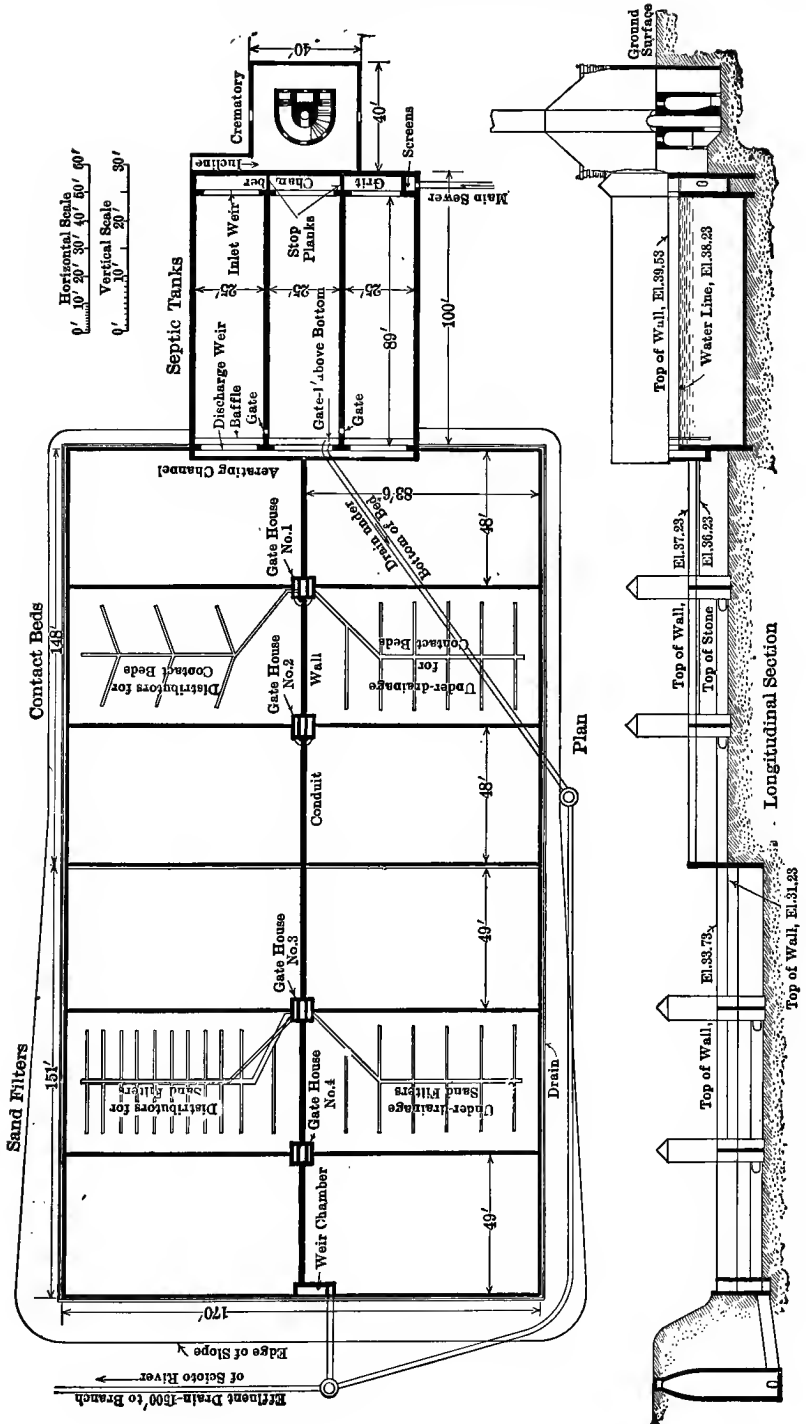 Horizontal Scale
0' 10' 20' 30' 40' 50' 60'
Vertical Scale
0' 10' 20' 30'
Sand Filters
151'
Contact Beds
148'
Septic Tanks
Crematory
40'
40'
Incline
Screens
Main Sewer
Grit
Chamber
Stop
Planks
Inlet Weir
25'
25'
25'
89'
100'
Discharge Weir
Baffle
Gate
Gate-1' above Bottom
Gate
Aerating Channel
83'6
48'
Drain under
Bottom of Bed
Gate House
No.1
Distributors for
Contact Beds
Under-drainage
for
Contact Beds
Wall
Gate House
No.2
Conduit
48'
49'
Gate House
No.3
Distributors for
Sand Filters
Under-drainage
Sand Filters
Gate House
No.4
Weir Chamber
49'
170'
Drain
Edge of Slope
Effluent Drain-1500' to Branch
of Scioto River
Plan
Ground
Surface
Top of Wall, El.39.53
Water Line, El.38.23
Top of Wall, El.37.23
Top of Stone El.36.23
Top of Wall, El.33.73
Top of Wall, El.31.23
Longitudinal Section